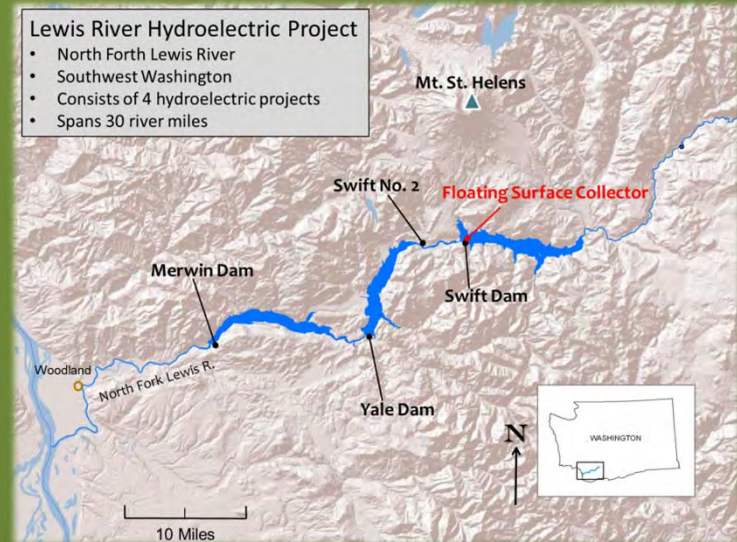 Lewis River Hydroelectric Project
• North Forth Lewis River
• Southwest Washington
• Consists of 4 hydroelectric projects
• Spans 30 river miles
Mt. St. Helens
Swift No. 2
Floating Surface Collector
Merwin Dam
Swift Dam
Woodland
North Fork Lewis R.
Yale Dam
N
WASHINGTON
10 Miles